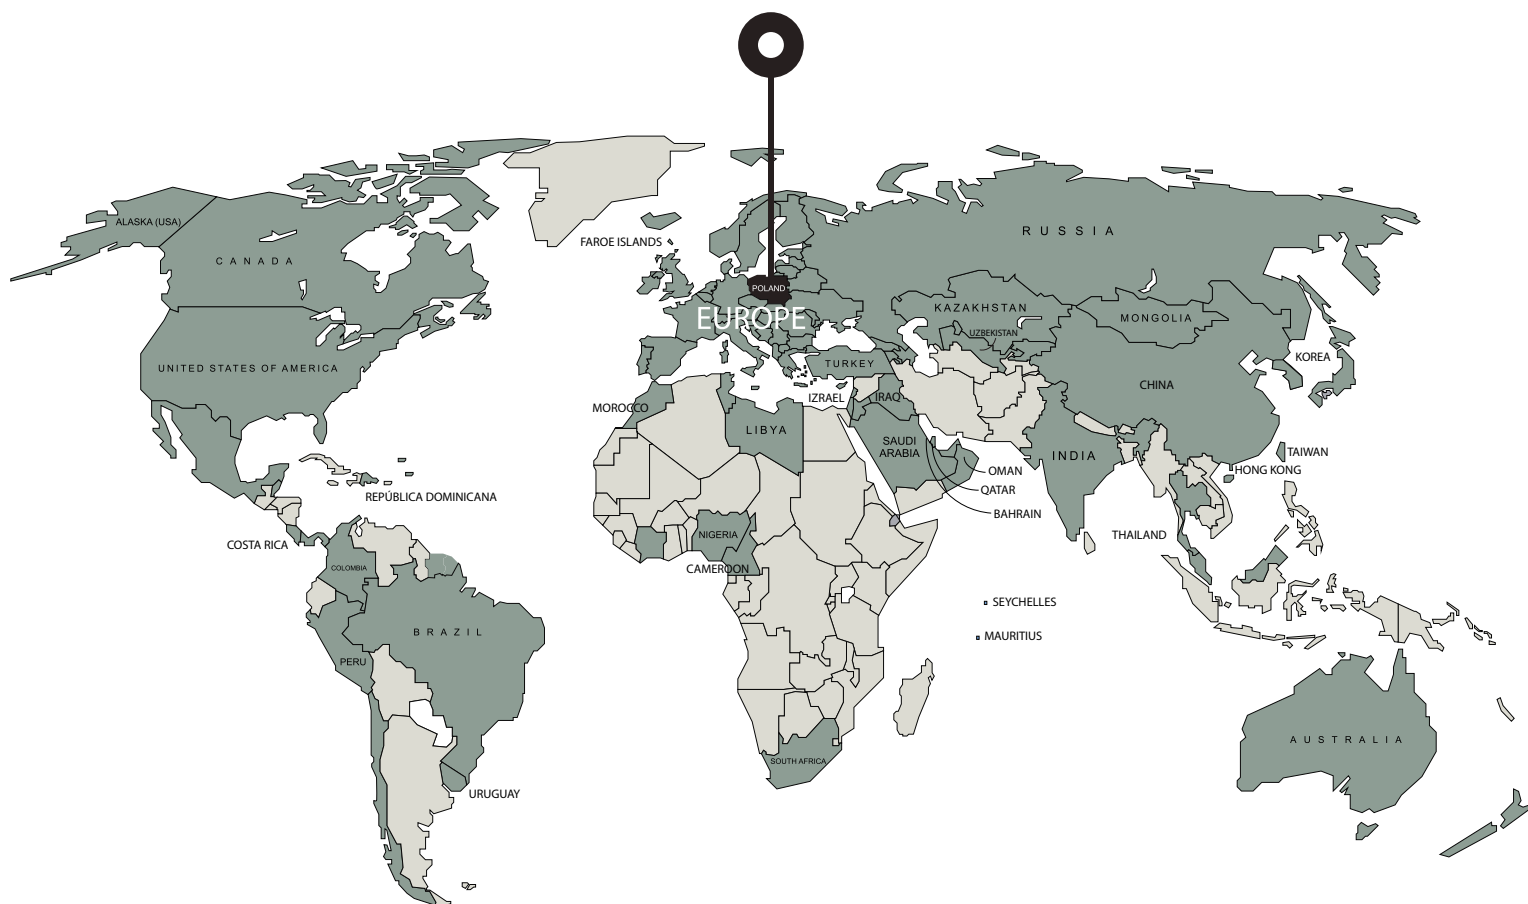 ALASKA (USA)
CANADA
FAROE ISLANDS
RUSSIA
POLAND
EUROPE
KAZAKHSTAN
MONGOLIA
UZBEKISTAN
UNITED STATES OF AMERICA
TURKEY
KOREA
CHINA
IZRAEL
IRAQ
MOROCCO
LIBYA
SAUDI
ARABIA
INDIA
TAIWAN
HONG KONG
OMAN
QATAR
BAHRAIN
REPÚBLICA DOMINICANA
COSTA RICA
NIGERIA
THAILAND
COLOMBIA
CAMEROON
SEYCHELLES
BRAZIL
MAURITIUS
PERU
AUSTRALIA
SOUTH AFRICA
URUGUAY